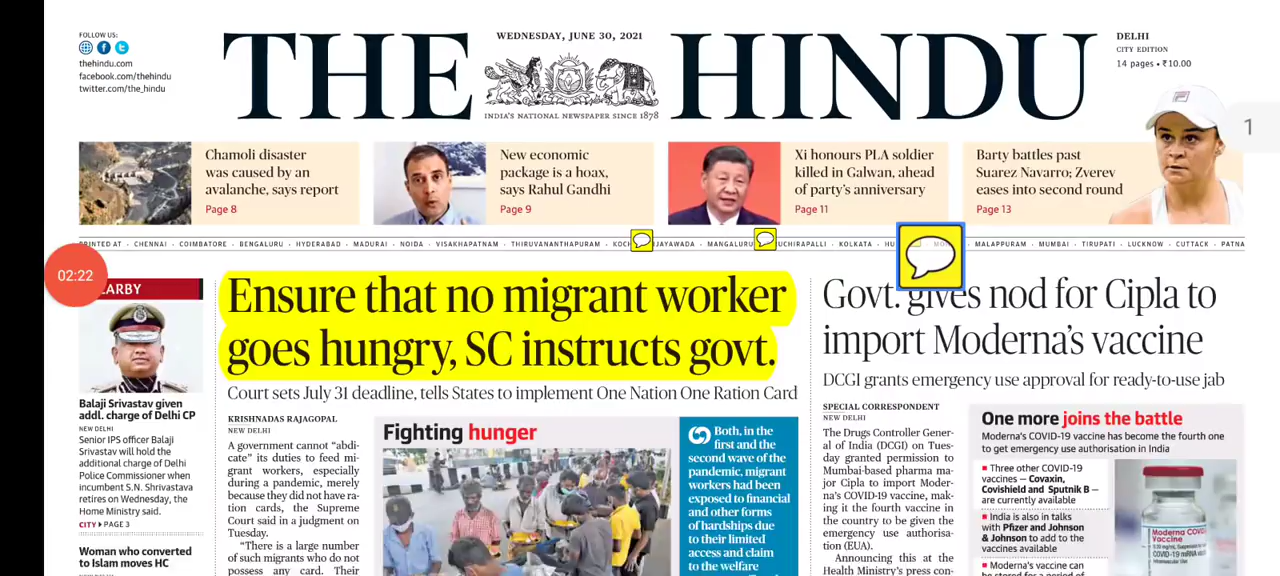 FOLLOW US:
thehindu.com
facebook.com/thehindu
twitter.com/the_hindu
THE HINDU
WEDNESDAY, JUNE 30, 2021
INDIA'S NATIONAL NEWSPAPER SINCE 1878
DELHI
CITY EDITION
14 pages • ₹10.00
1
Chamoli disaster
was caused by an
avalanche, says report
Page 8
New economic
package is a hoax,
says Rahul Gandhi
Page 9
Xi honours PLA soldier
killed in Galwan, ahead
of party's anniversary
Page 11
Barty battles past
Suarez Navarro; Zverev
eases into second round
Page 13
PRINTED AT • CHENNAI • COIMBATORE • BENGALURU • HYDERABAD • MADURAI • NOIDA • VISAKHAPATNAM • THIRUVANANTHAPURAM • MANGALURU • KOLKATA • MALAPPURAM • MUMBAI • TIRUPATI • LUCKNOW • CUTTACK • PATNA
02:22
ARBY
Balaji Srivastav given
addl. charge of Delhi CP
NEW DELHI
Senior IPS officer Balaji
Srivastav will hold the
additional charge of Delhi
Police Commissioner when
incumbent S.N. Shrivastava
retires on Wednesday, the
Home Ministry said.
CITY ▸ PAGE 3
Woman who converted
to Islam moves HC
Ensure that no migrant worker
goes hungry, SC instructs govt.
Court sets July 31 deadline, tells States to implement One Nation One Ration Card
KRISHNADAS RAJAGOPAL
NEW DELHI
A government cannot “abdi-
cate” its duties to feed mi-
grant workers, especially
during a pandemic, merely
because they did not have ra-
tion cards, the Supreme
Court said in a judgment on
Tuesday.
“There is a large number
of such migrants who do not
possess any card. Their
Fighting hunger
Both, in the
first and the
second wave of the
pandemic, migrant
workers had been
exposed to financial
and other forms
of hardships due
to their limited
access and claim
to the welfare
Govt. gives nod for Cipla to
import Moderna's vaccine
DCGI grants emergency use approval for ready-to-use jab
SPECIAL CORRESPONDENT
NEW DELHI
The Drugs Controller Gener-
al of India (DCGI) on Tues-
day granted permission to
Mumbai-based pharma ma-
jor Cipla to import Moder-
na's COVID-19 vaccine, mak-
ing it the fourth vaccine in
the country to be given the
emergency use authorisa-
tion (EUA).
Announcing this at the
Health Ministry's press con-
One more joins the battle
Moderna's COVID-19 vaccine has become the fourth one
to get emergency use authorisation in India
Three other COVID-19
vaccines — Covaxin,
Covishield and Sputnik B —
are currently available
India is also in talks
with Pfizer and Johnson
& Johnson to add to the
vaccines available
Moderna's vaccine can
Moderna COVID-19
Vaccine